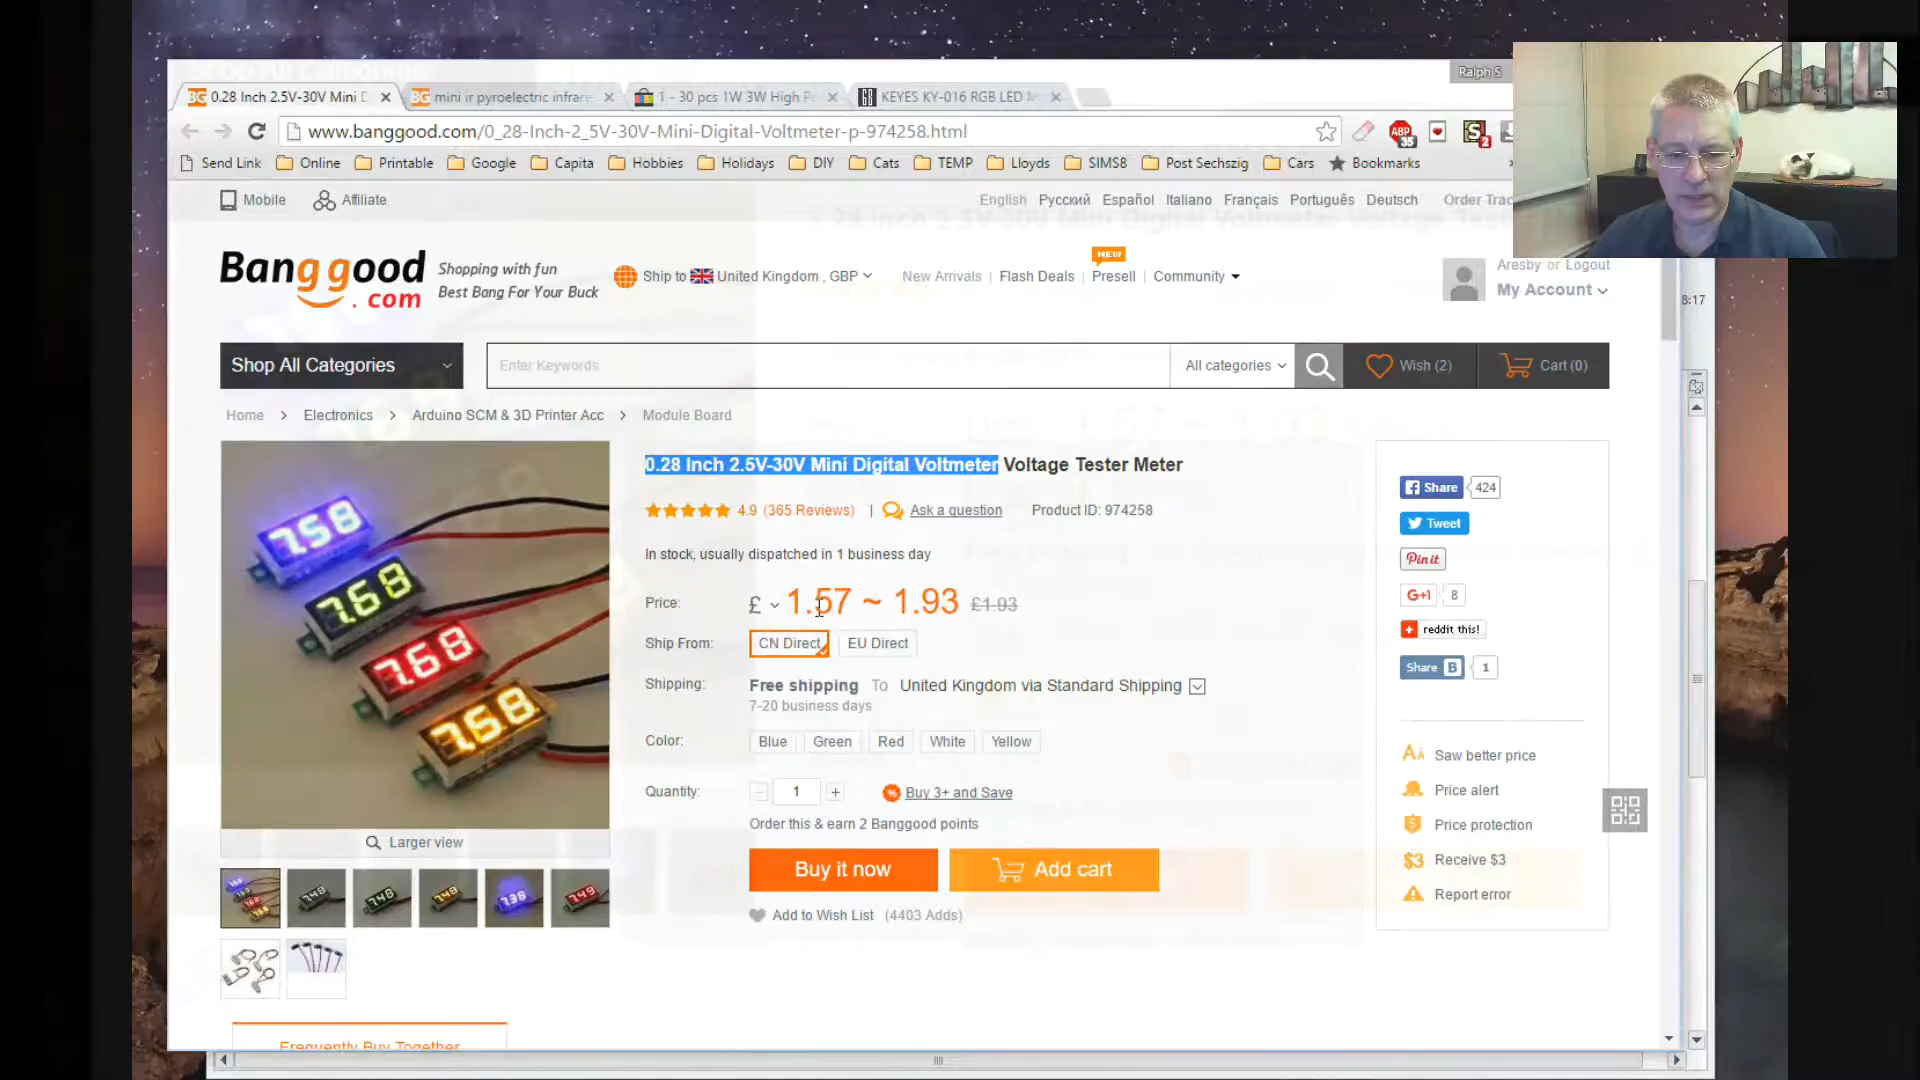 Ralph S
0.28 Inch 2.5V-30V Mini D
mini ir pyroelectric infrare
1 - 30 pcs 1W 3W High P
KEYES KY-016 RGB LED M
www.banggood.com/0_28-Inch-2_5V-30V-Mini-Digital-Voltmeter-p-974258.html
Send Link Online Printable Google Capita Hobbies Holidays DIY Cats TEMP Lloyds SIMS8 Post Sechszig Cars Bookmarks
Mobile Affiliate English Русский Español Italiano Français Português Deutsch Order Trac
Banggood.com
Shopping with fun
Best Bang For Your Buck
Ship to United Kingdom , GBP
New Arrivals | Flash Deals | Presell | Community
NEW
Aresby or Logout
My Account
8:17
Shop All Categories
Enter Keywords
All categories
Wish (2)
Cart (0)
Home > Electronics > Arduino SCM & 3D Printer Acc > Module Board
0.28 Inch 2.5V-30V Mini Digital Voltmeter Voltage Tester Meter
4.9 (365 Reviews) | Ask a question Product ID: 974258
In stock, usually dispatched in 1 business day
Price: £ 1.57 ~ 1.93 £1.93
Ship From: CN Direct EU Direct
Shipping: Free shipping To United Kingdom via Standard Shipping
7-20 business days
Color: Blue Green Red White Yellow
Quantity: - 1 + Buy 3+ and Save
Order this & earn 2 Banggood points
Buy it now
Add cart
Add to Wish List (4403 Adds)
7.58
7.68
7.68
7.58
Larger view
Frequently Buy Together
Share 424
Tweet
Pin it
G+1 8
reddit this!
Share B 1
Saw better price
Price alert
Price protection
$3 Receive $3
Report error